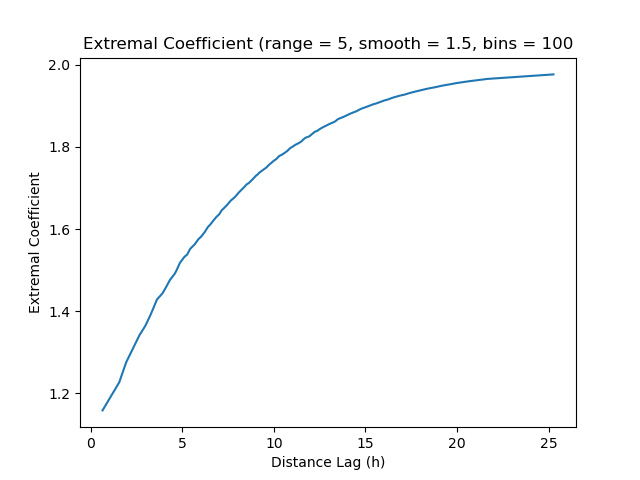 Extremal Coefficient (range = 5, smooth = 1.5, bins = 100
2.0
1.8
1.6
1.4
1.2
Extremal Coefficient
0 5 10 15 20 25
Distance Lag (h)